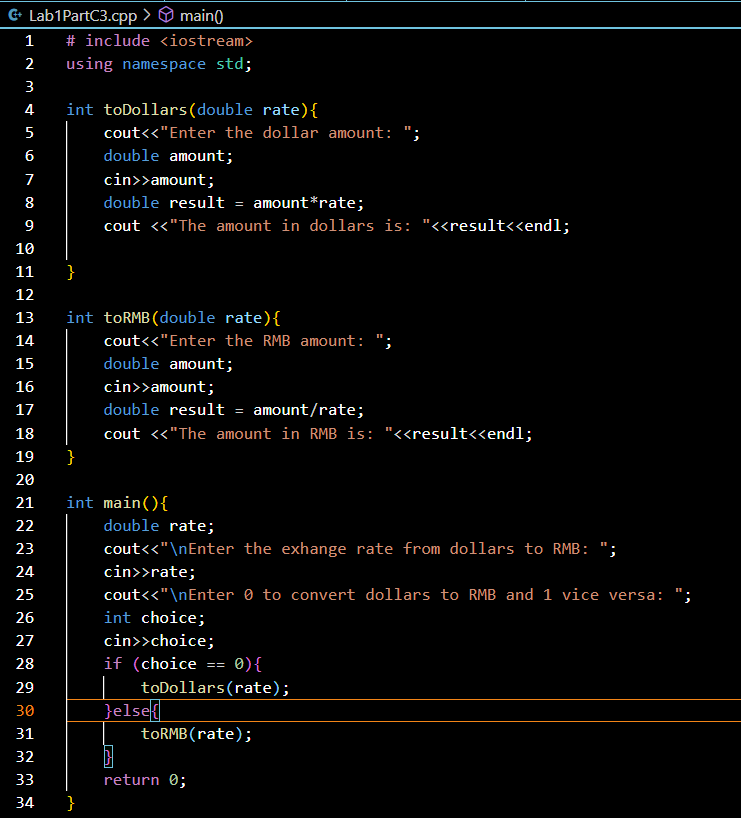 Lab1PartC3.cpp > main()
1 # include <iostream>
2 using namespace std;
3
4 int toDollars(double rate){
5     cout<<"Enter the dollar amount: ";
6     double amount;
7     cin>>amount;
8     double result = amount*rate;
9     cout <<"The amount in dollars is: "<<result<<endl;
10
11 }
12
13 int toRMB(double rate){
14     cout<<"Enter the RMB amount: ";
15     double amount;
16     cin>>amount;
17     double result = amount/rate;
18     cout <<"The amount in RMB is: "<<result<<endl;
19 }
20
21 int main(){
22     double rate;
23     cout<<"\nEnter the exhange rate from dollars to RMB: ";
24     cin>>rate;
25     cout<<"\nEnter 0 to convert dollars to RMB and 1 vice versa: ";
26     int choice;
27     cin>>choice;
28     if (choice == 0){
29         toDollars(rate);
30     }else{
31         toRMB(rate);
32     }
33     return 0;
34 }